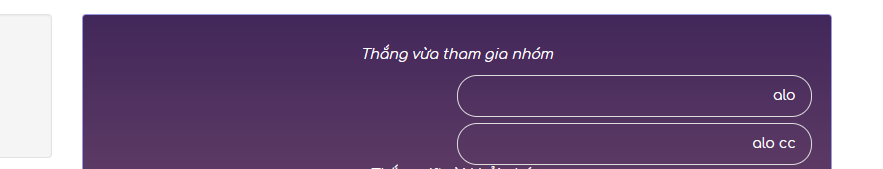 Thắng vừa tham gia nhóm
alo
alo cc